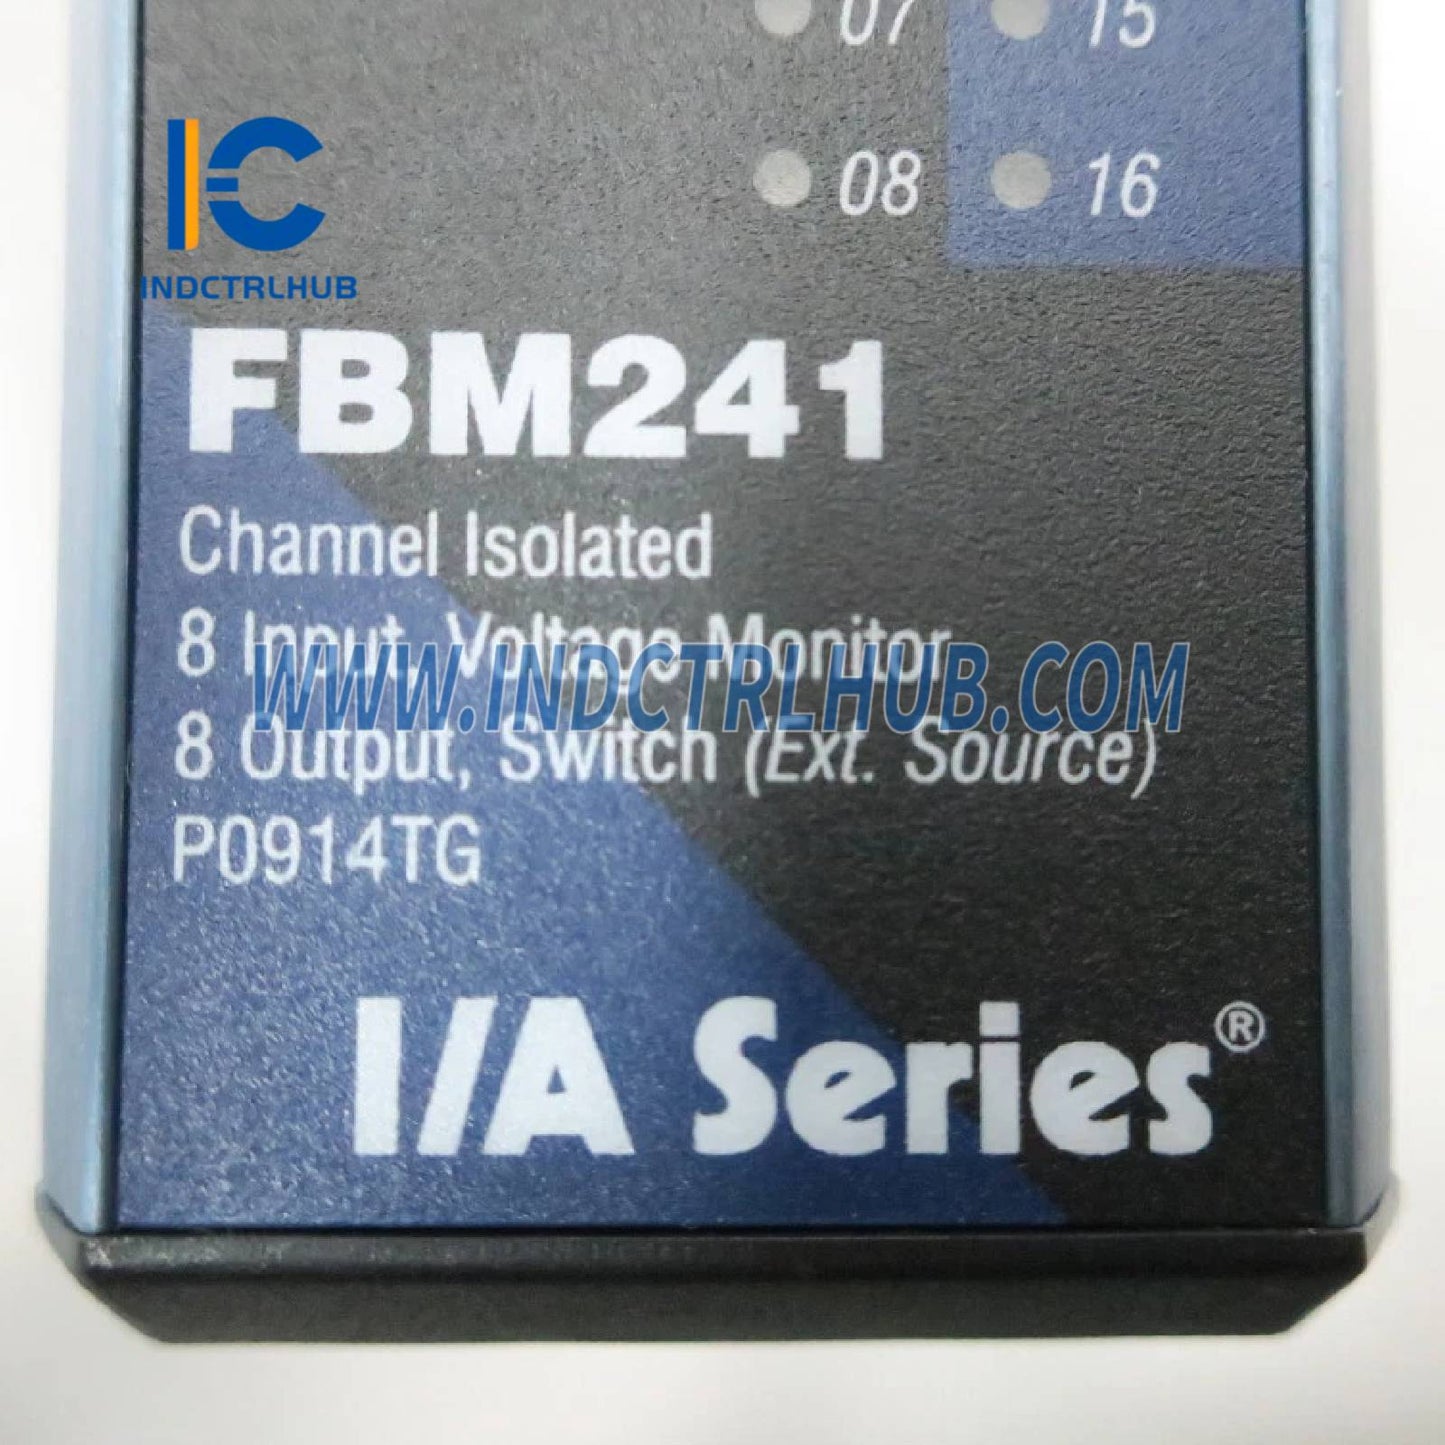 07 15
08 16
INDCTRLHUB
FBM241
Channel Isolated
8 Input, Voltage Monitor
WWW.INDCTRLHUB.COM
8 Output, Switch (Ext. Source)
P0914TG
I/A Series®